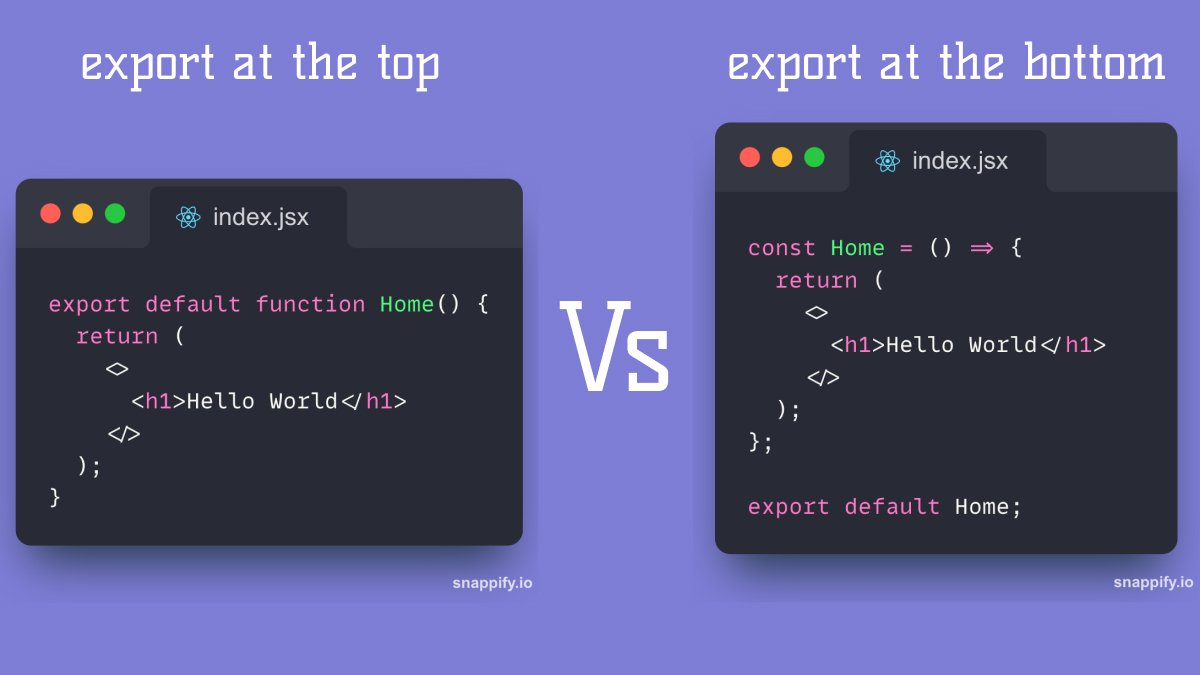 export at the top
index.jsx
export default function Home() {
  return (
    <>
      <h1>Hello World</h1>
    </>
  );
}
snappify.io
Vs
export at the bottom
index.jsx
const Home = () => {
  return (
    <>
      <h1>Hello World</h1>
    </>
  );
};

export default Home;
snappify.io